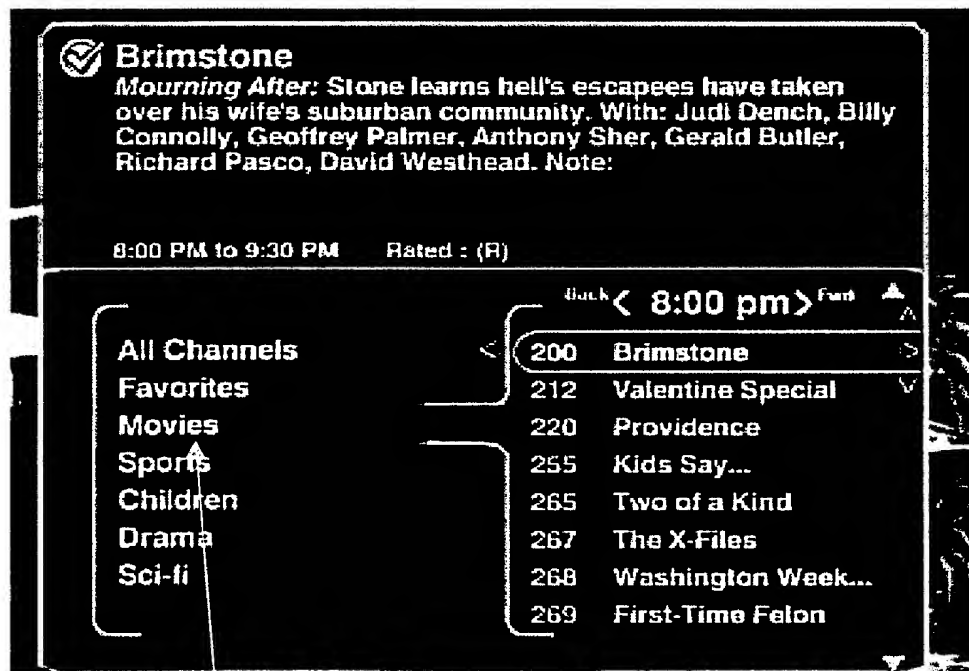 Brimstone
Mourning After: Stone learns hell's escapees have taken
over his wife's suburban community. With: Judi Dench, Billy
Connolly, Geoffrey Palmer, Anthony Sher, Gerald Butler,
Richard Pasco, David Westhead. Note:
8:00 PM to 9:30 PM Rated : (R)
Back < 8:00 pm > Fwd
All Channels
Favorites
Movies
Sports
Children
Drama
Sci-fi
200 Brimstone
212 Valentine Special
220 Providence
255 Kids Say...
265 Two of a Kind
267 The X-Files
268 Washington Week...
269 First-Time Felon